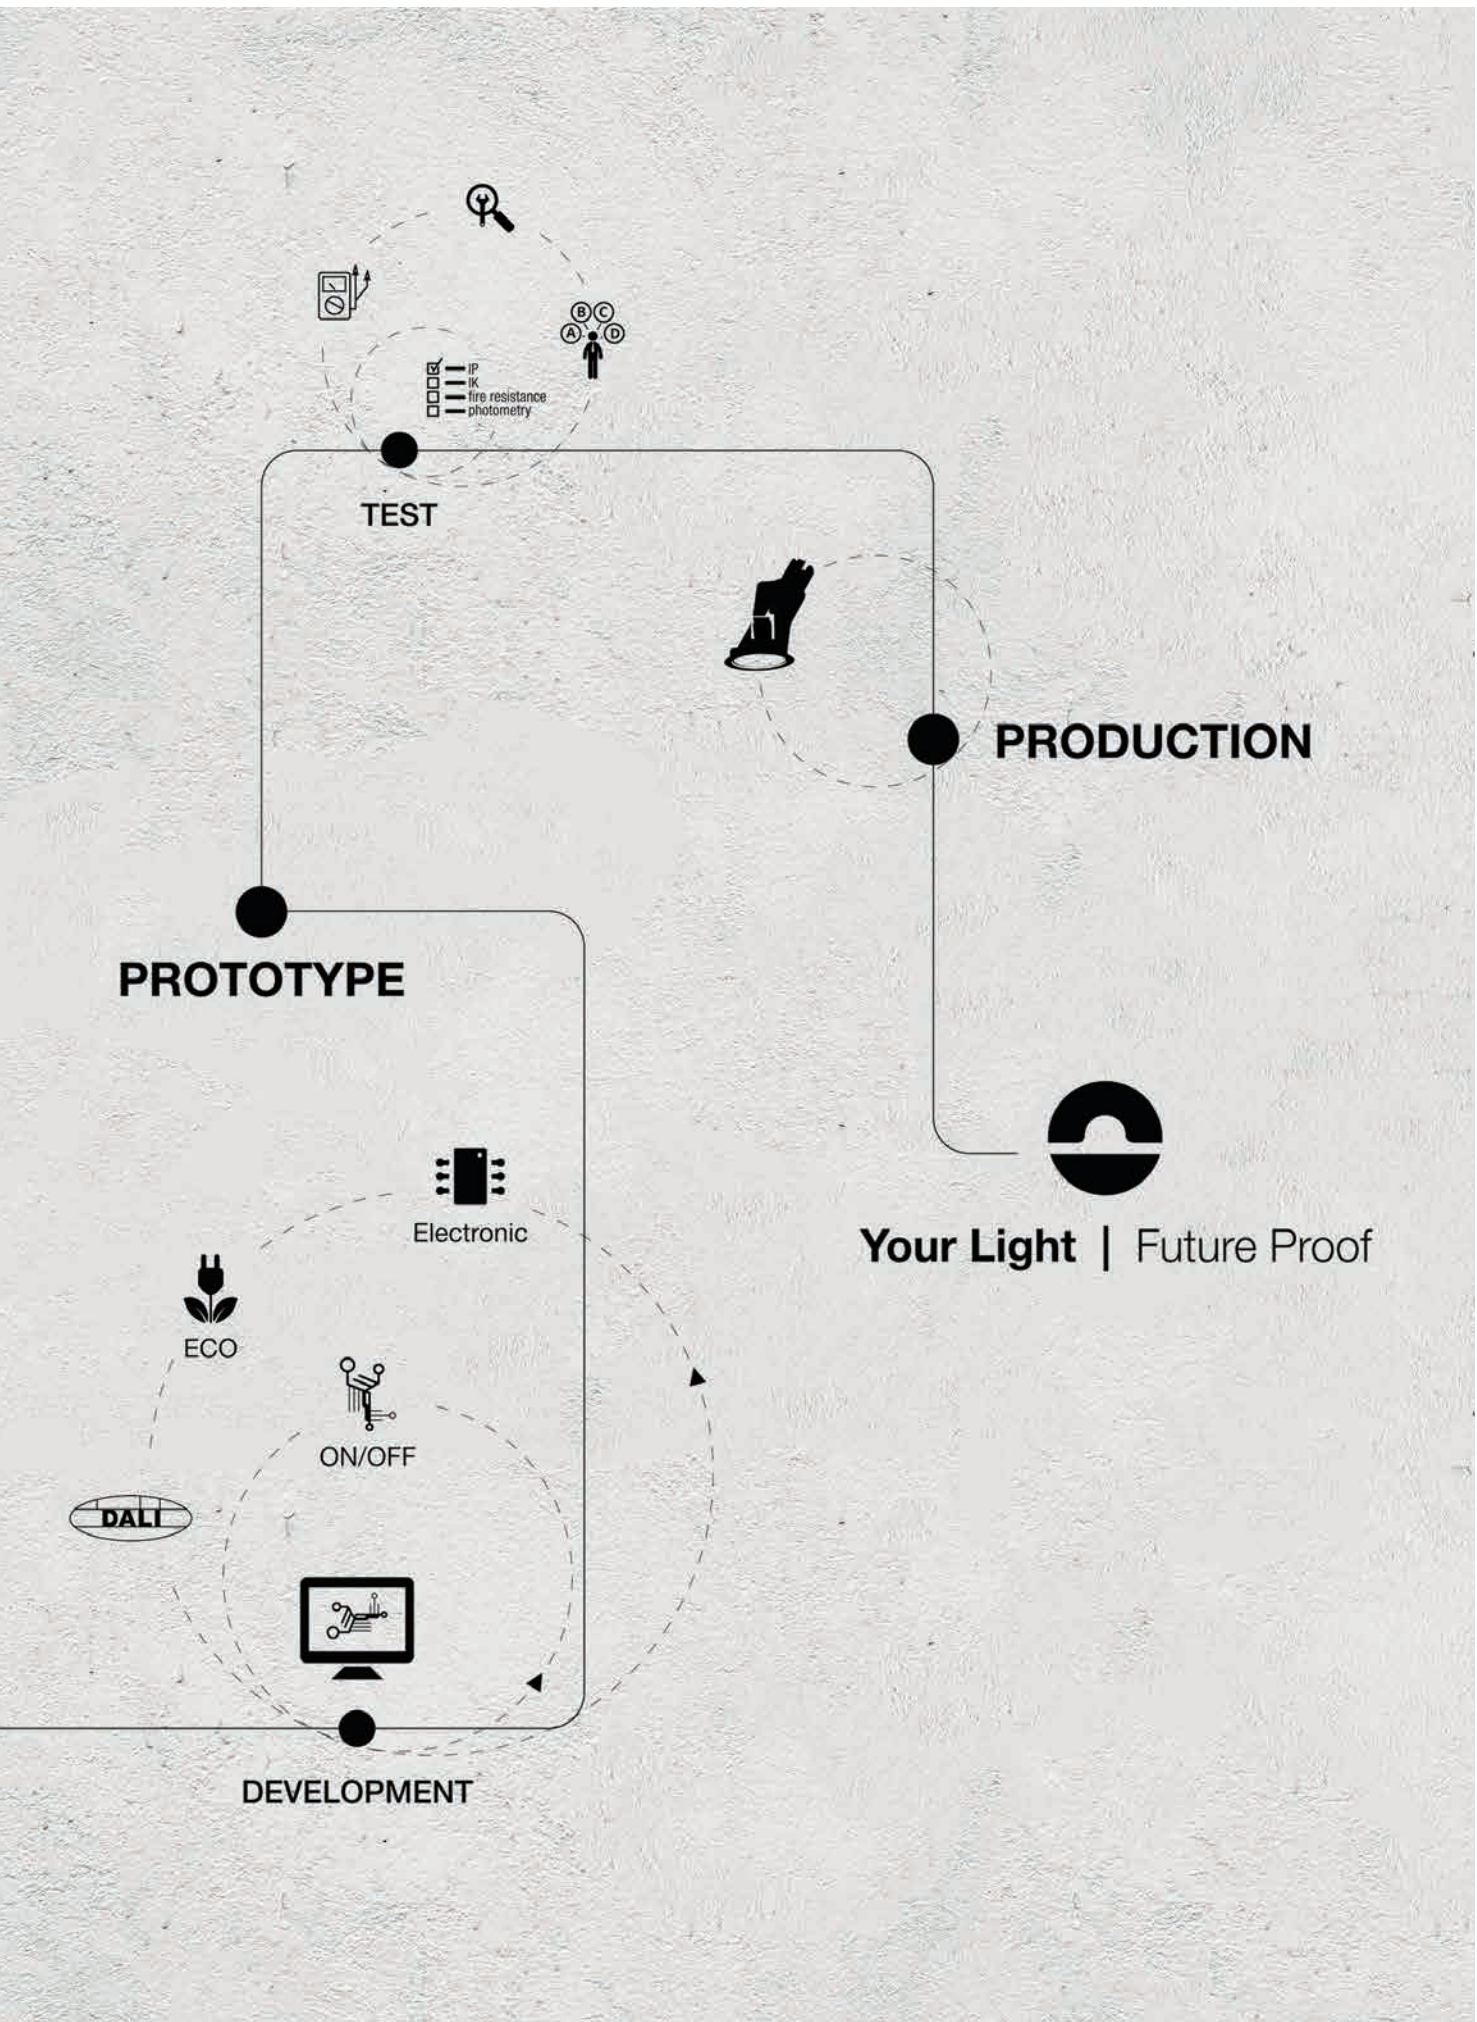 B C
A D
IP
IK
fire resistance
photometry
TEST
PRODUCTION
PROTOTYPE
Electronic
Your Light | Future Proof
ECO
ON/OFF
DALI
DEVELOPMENT